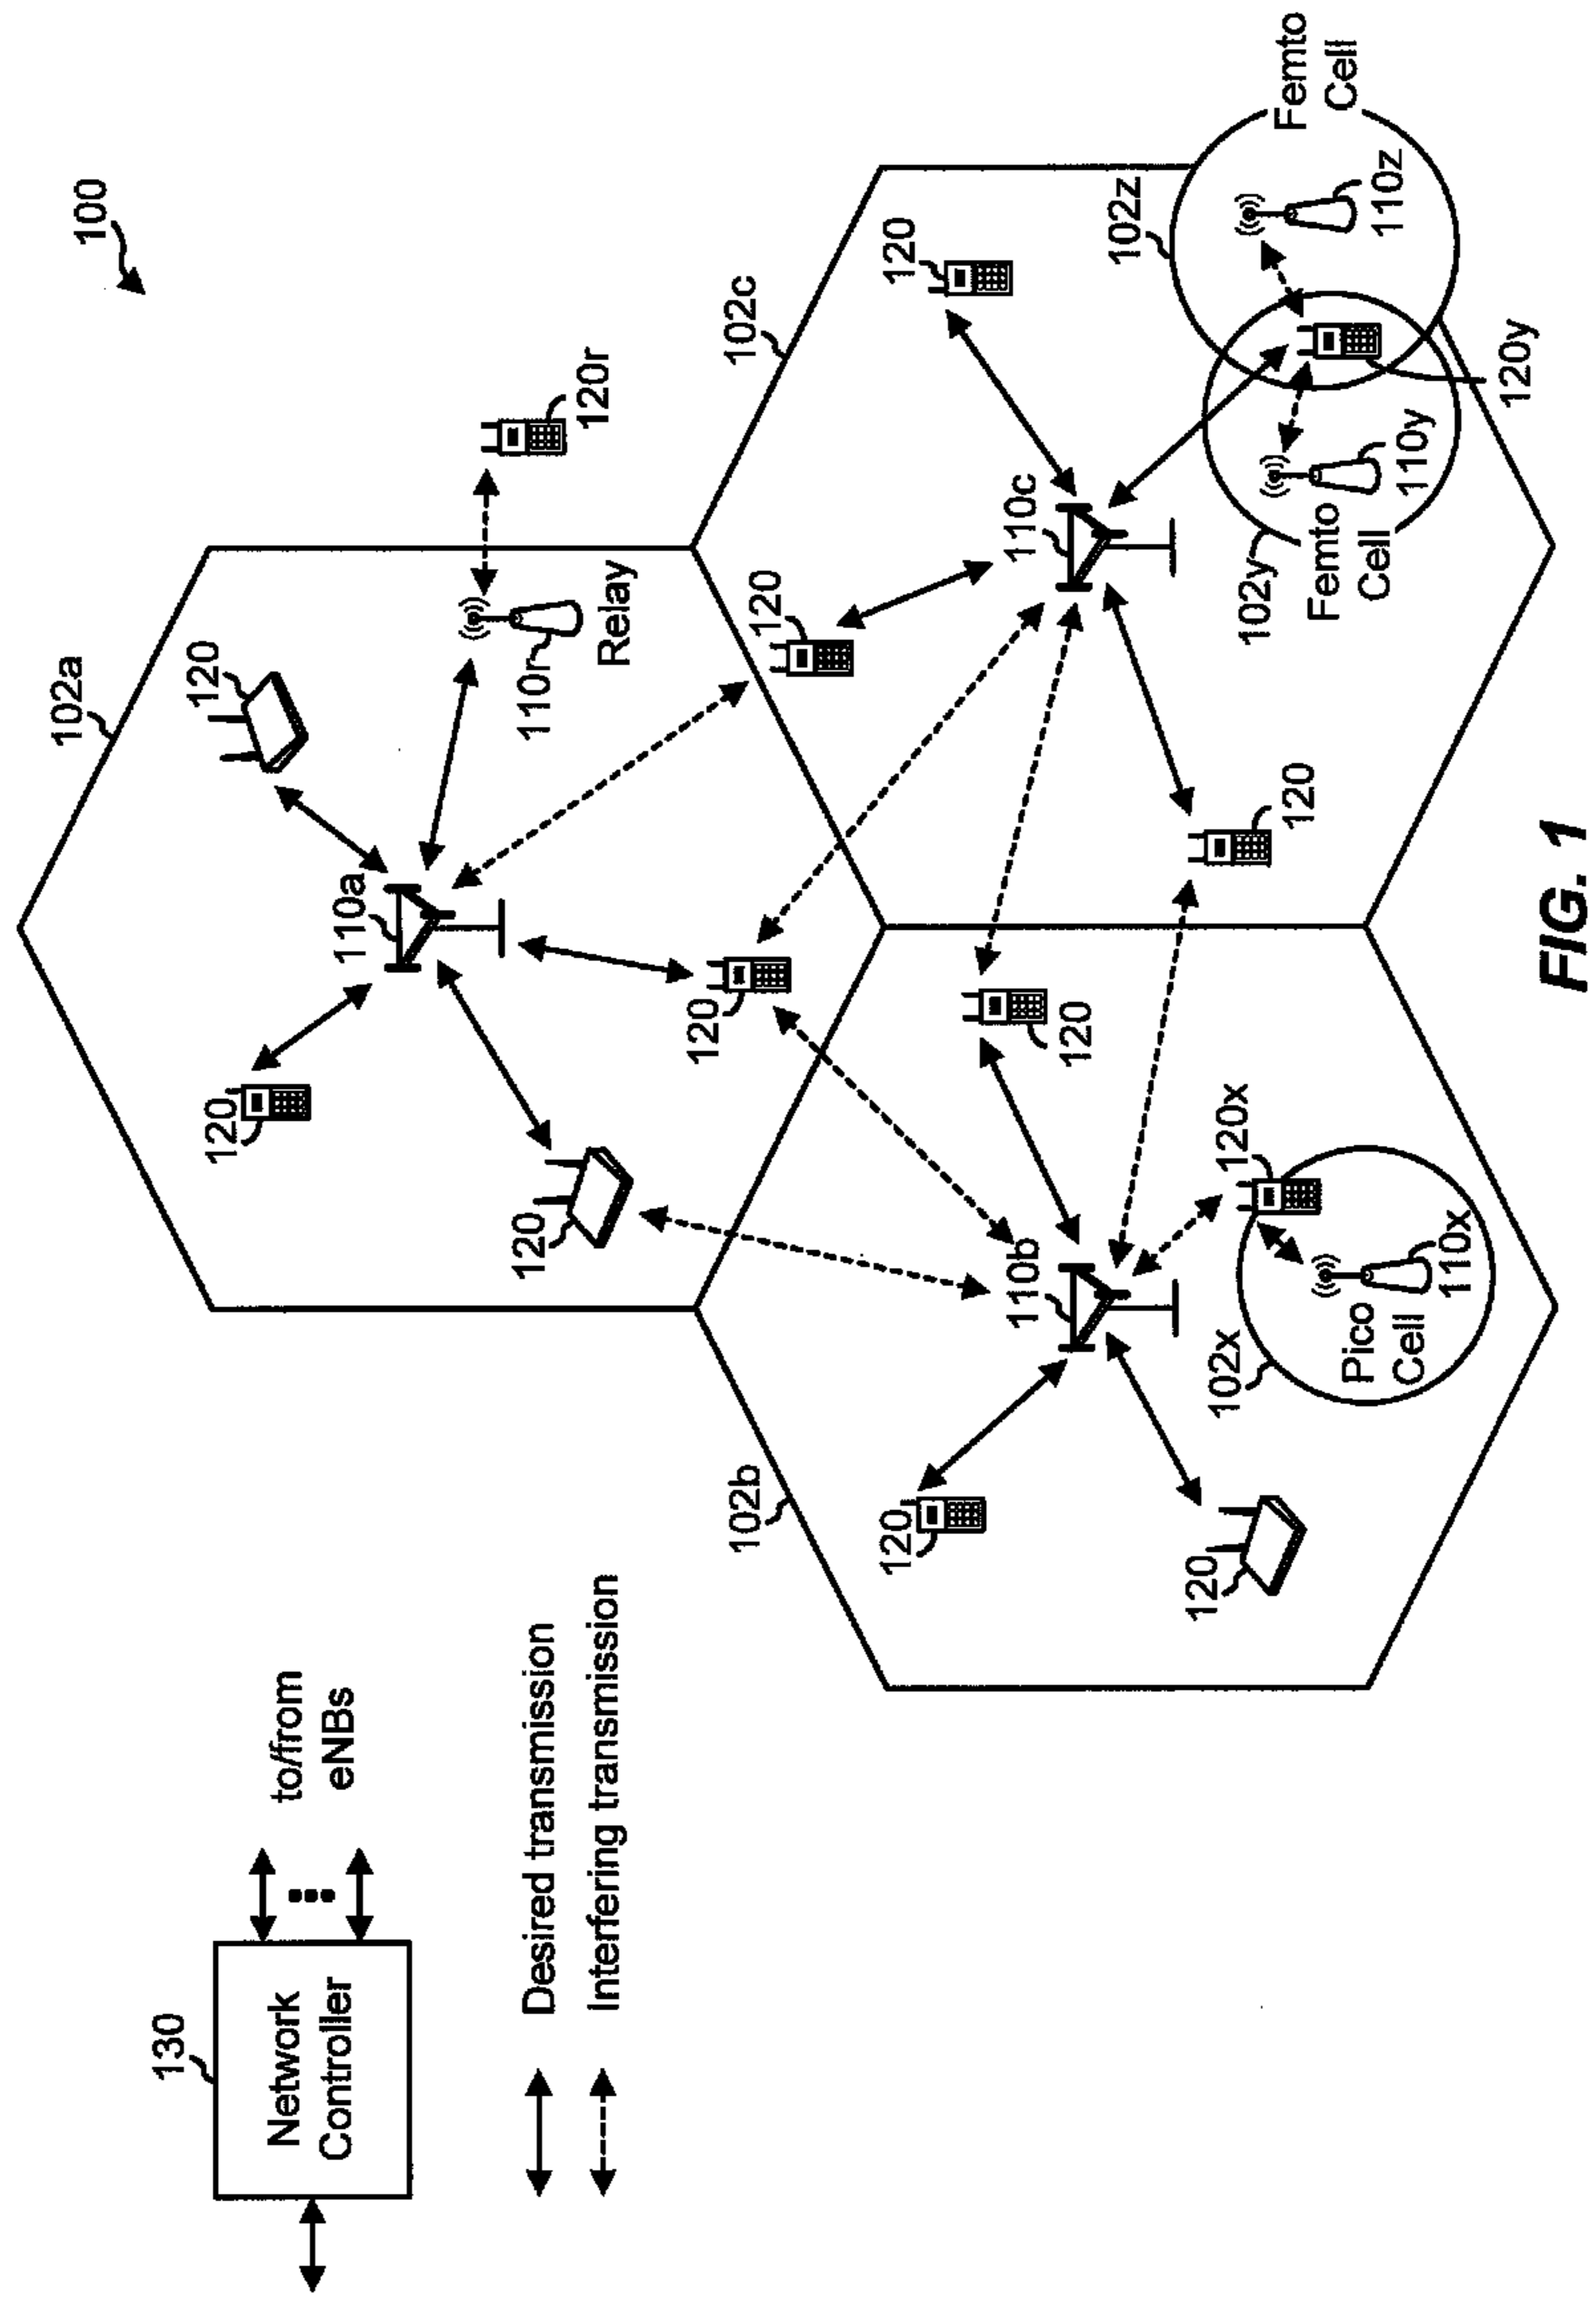 100
130
Network
Controller
to/from
eNBs
Desired transmission
Interfering transmission
102a
120
120
110a
120
120
110r
Relay
120r
102b
120
120
110b
120
102x
Pico
Cell
110x
120x
102c
120
120
110c
120
102y
Femto
Cell
110y
120y
102z
110z
Femto
Cell
FIG. 1